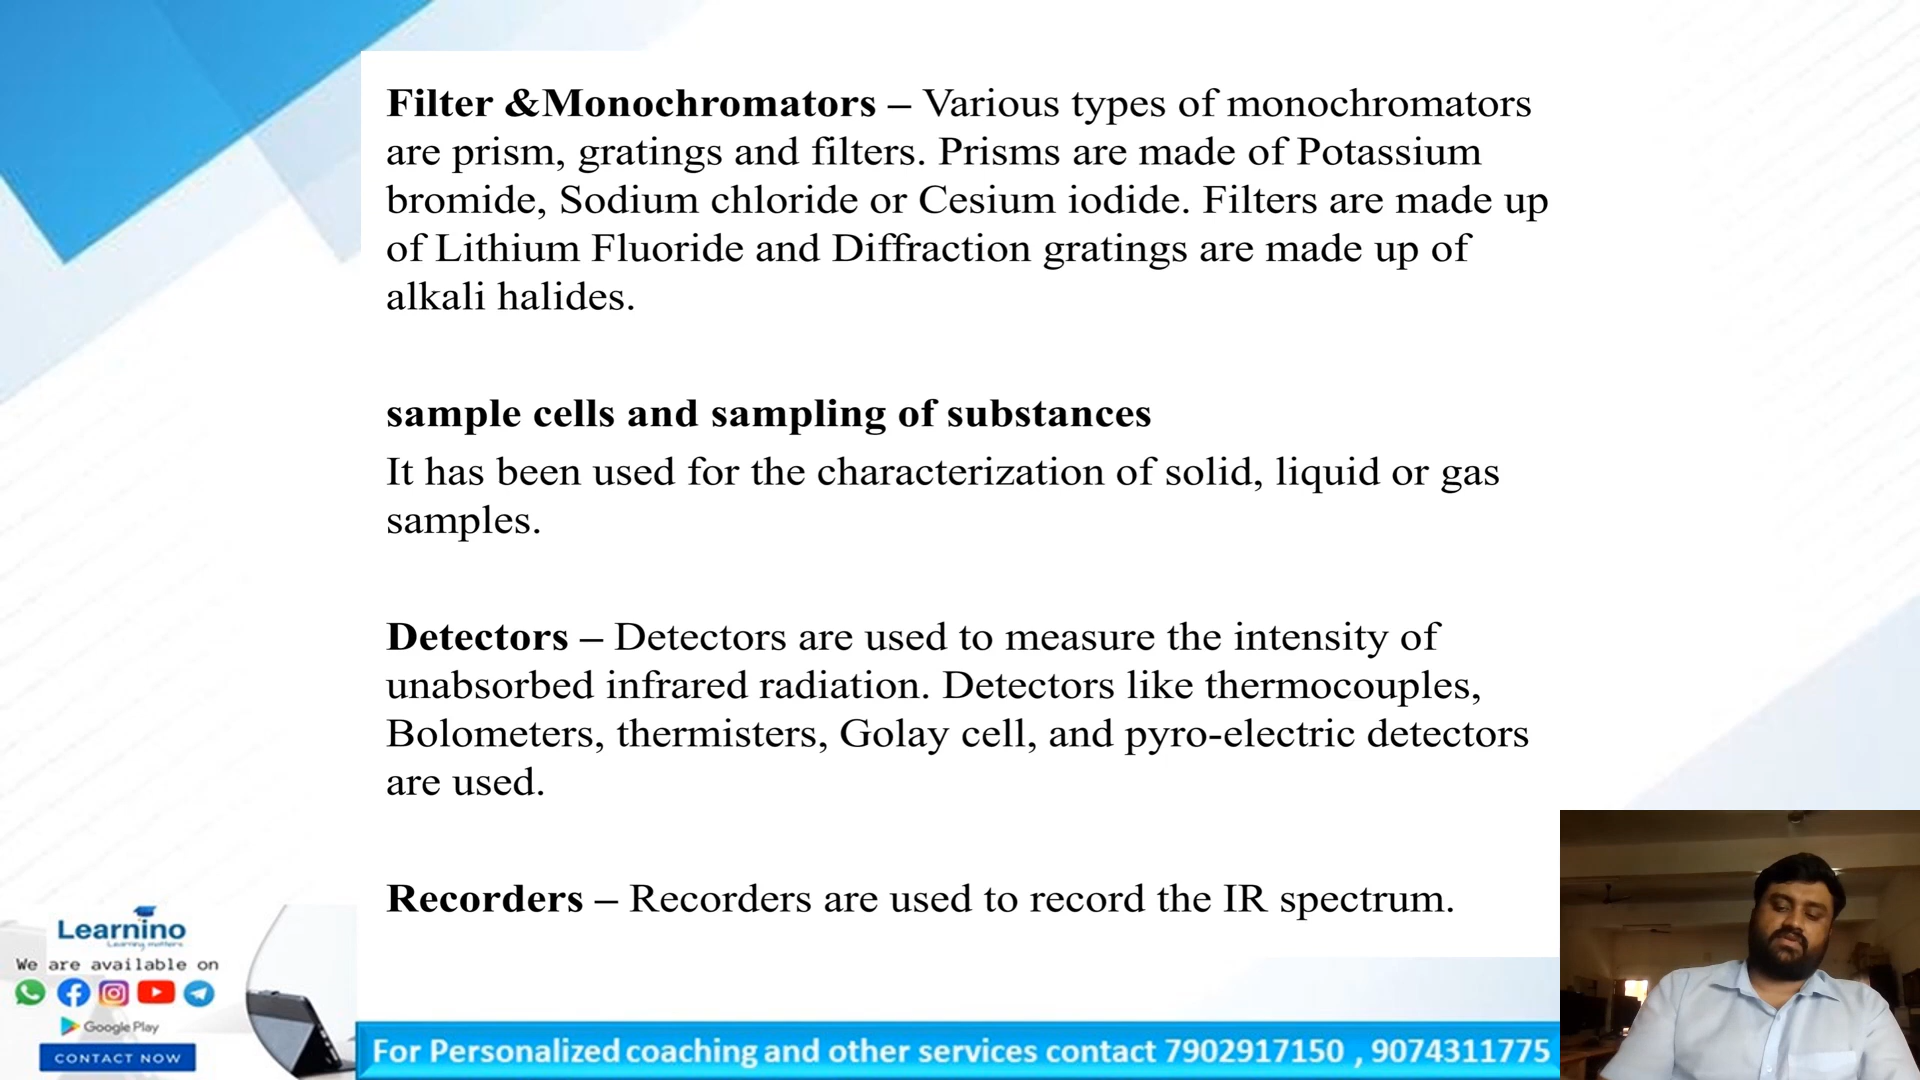 Filter &Monochromators – Various types of monochromators
are prism, gratings and filters. Prisms are made of Potassium
bromide, Sodium chloride or Cesium iodide. Filters are made up
of Lithium Fluoride and Diffraction gratings are made up of
alkali halides.
sample cells and sampling of substances
It has been used for the characterization of solid, liquid or gas
samples.
Detectors – Detectors are used to measure the intensity of
unabsorbed infrared radiation. Detectors like thermocouples,
Bolometers, thermisters, Golay cell, and pyro-electric detectors
are used.
Recorders – Recorders are used to record the IR spectrum.
Learnino
Learning matters
We are available on
Google Play
CONTACT NOW
For Personalized coaching and other services contact 7902917150 , 9074311775